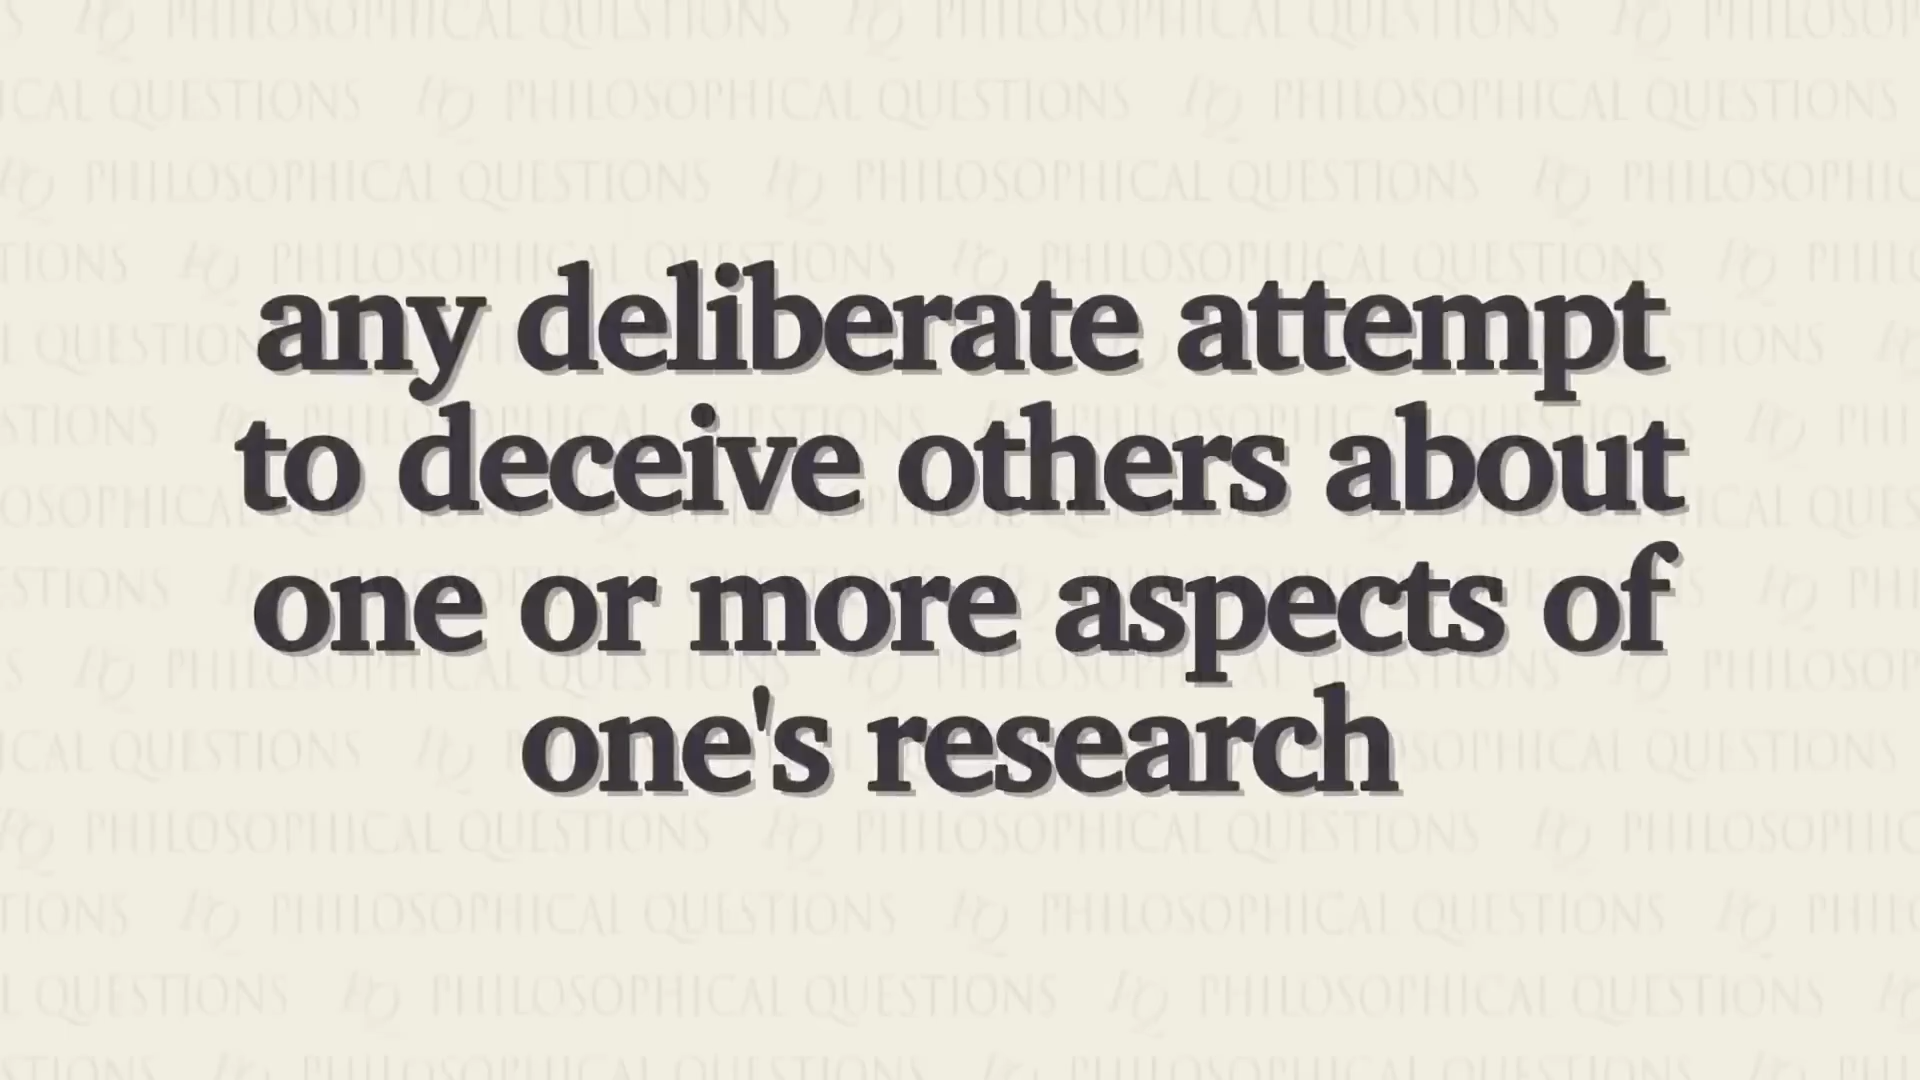 any deliberate attempt
to deceive others about
one or more aspects of
one's research